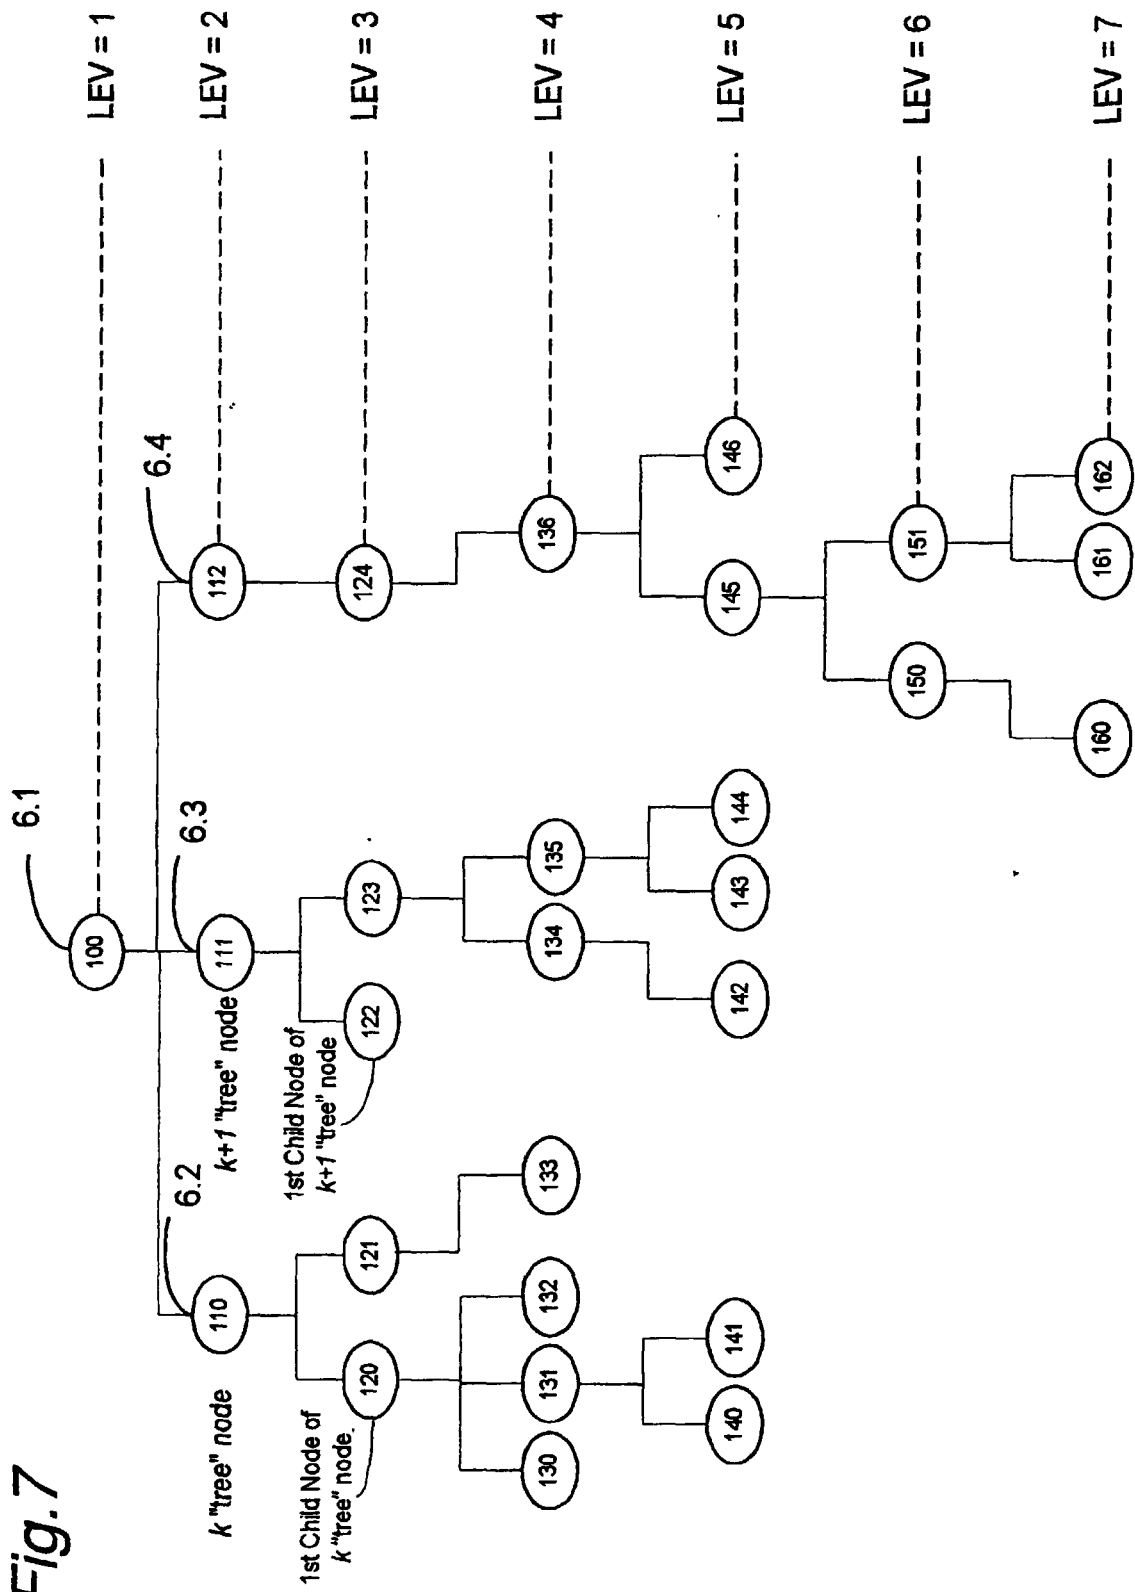 Fig.7
6.1
100
LEV = 1
6.2
6.3
6.4
k "tree" node
110
k+1 "tree" node
111
112
LEV = 2
1st Child Node of
k "tree" node.
120
121
1st Child Node of
k+1 "tree" node
122
123
124
LEV = 3
130
131
132
133
134
135
136
LEV = 4
140
141
142
143
144
145
146
LEV = 5
150
151
LEV = 6
160
161
162
LEV = 7